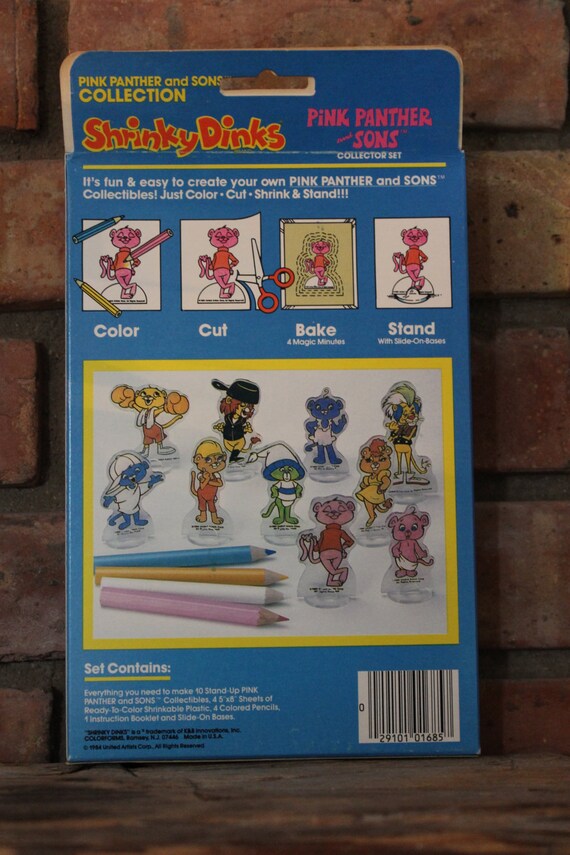 PINK PANTHER and SONS™
COLLECTION
Shrinky Dinks™
PINK PANTHER
and SONS™
COLLECTOR SET
It's fun & easy to create your own PINK PANTHER and SONS™
Collectibles! Just Color • Cut • Shrink & Stand!!!
Color
Cut
Bake
4 Magic Minutes
Stand
With Slide-On-Bases
Set Contains:
Everything you need to make 10 Stand-Up PINK
PANTHER and SONS™ Collectibles, 4 5"x8" Sheets of
Ready-To-Color Shrinkable Plastic, 4 Colored Pencils,
1 Instruction Booklet and Slide-On Bases.
"SHRINKY DINKS" is a ® trademark of K&B Innovations, Inc.
COLORFORMS, Ramsey, N.J. 07446 Made in U.S.A.
© 1984 United Artists Corp., All Rights Reserved.
0 29101 01685